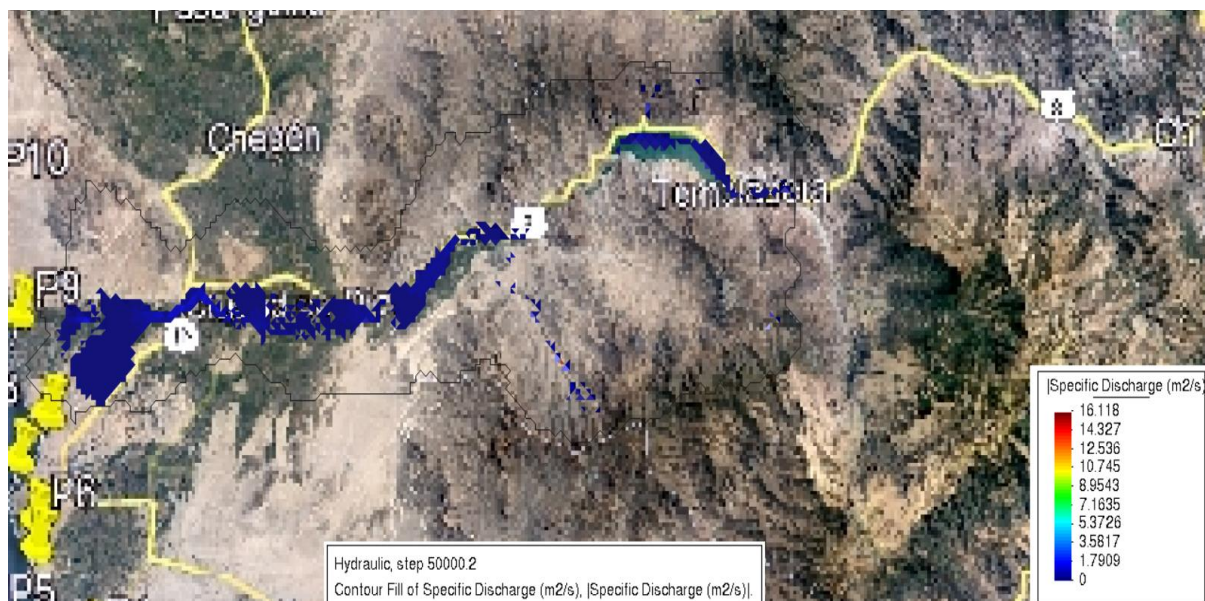 P10
P9
8
7
P6
P5
|Specific Discharge (m2/s)
16.118
14.327
12.536
10.745
8.9543
7.1635
5.3726
3.5817
1.7909
0
Hydraulic, step 50000.2
Contour Fill of Specific Discharge (m2/s), |Specific Discharge (m2/s)|.